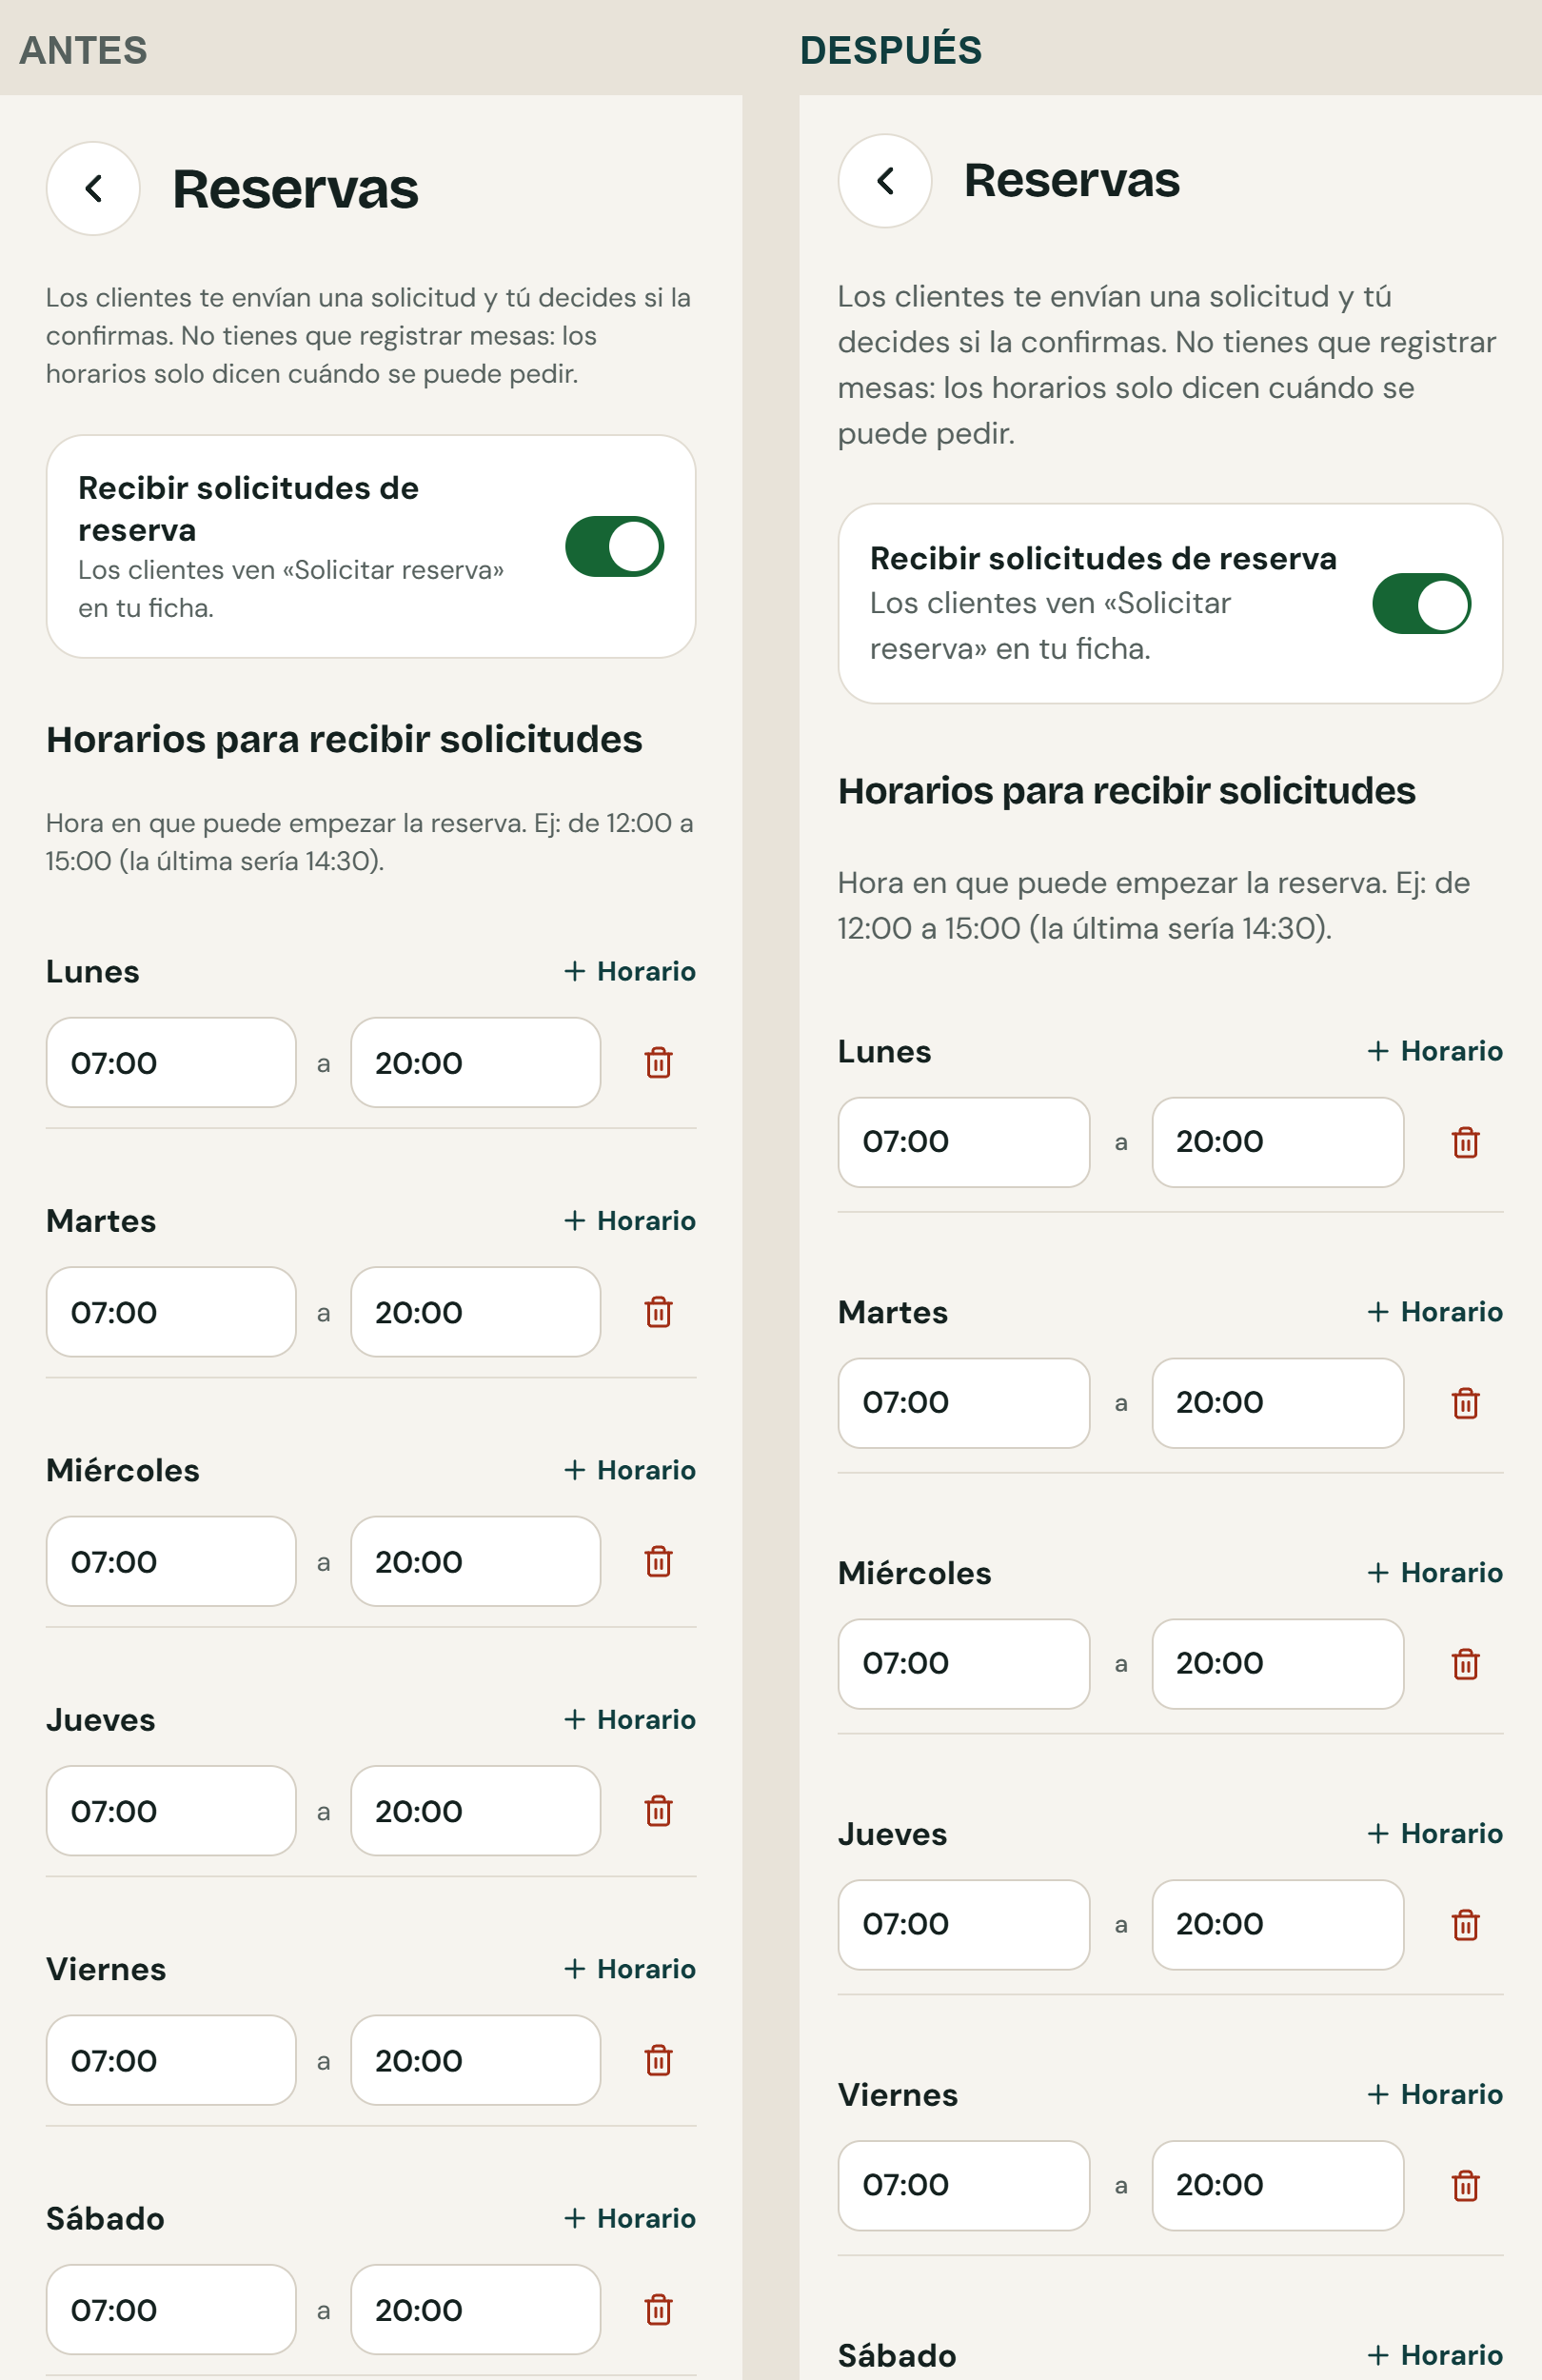 ANTES
Reservas
Los clientes te envían una solicitud y tú decides si la
confirmas. No tienes que registrar mesas: los
horarios solo dicen cuándo se puede pedir.
Recibir solicitudes de
reserva
Los clientes ven «Solicitar reserva»
en tu ficha.
Horarios para recibir solicitudes
Hora en que puede empezar la reserva. Ej: de 12:00 a
15:00 (la última sería 14:30).
Lunes + Horario
07:00 a 20:00
Martes + Horario
07:00 a 20:00
Miércoles + Horario
07:00 a 20:00
Jueves + Horario
07:00 a 20:00
Viernes + Horario
07:00 a 20:00
Sábado + Horario
07:00 a 20:00
DESPUÉS
Reservas
Los clientes te envían una solicitud y tú
decides si la confirmas. No tienes que registrar
mesas: los horarios solo dicen cuándo se
puede pedir.
Recibir solicitudes de reserva
Los clientes ven «Solicitar
reserva» en tu ficha.
Horarios para recibir solicitudes
Hora en que puede empezar la reserva. Ej: de
12:00 a 15:00 (la última sería 14:30).
Lunes + Horario
07:00 a 20:00
Martes + Horario
07:00 a 20:00
Miércoles + Horario
07:00 a 20:00
Jueves + Horario
07:00 a 20:00
Viernes + Horario
07:00 a 20:00
Sábado + Horario